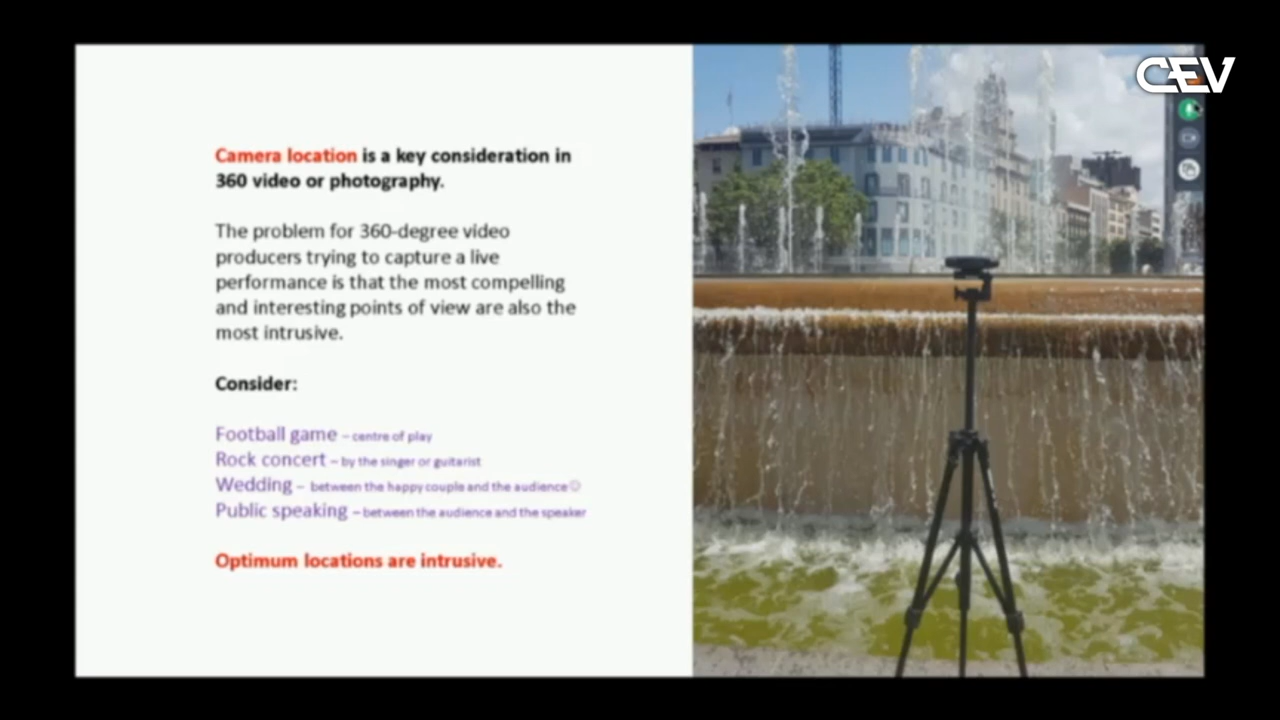 CEV
Camera location is a key consideration in
360 video or photography.
The problem for 360-degree video
producers trying to capture a live
performance is that the most compelling
and interesting points of view are also the
most intrusive.
Consider:
Football game – centre of play
Rock concert – by the singer or guitarist
Wedding – between the happy couple and the audience☺
Public speaking – between the audience and the speaker
Optimum locations are intrusive.